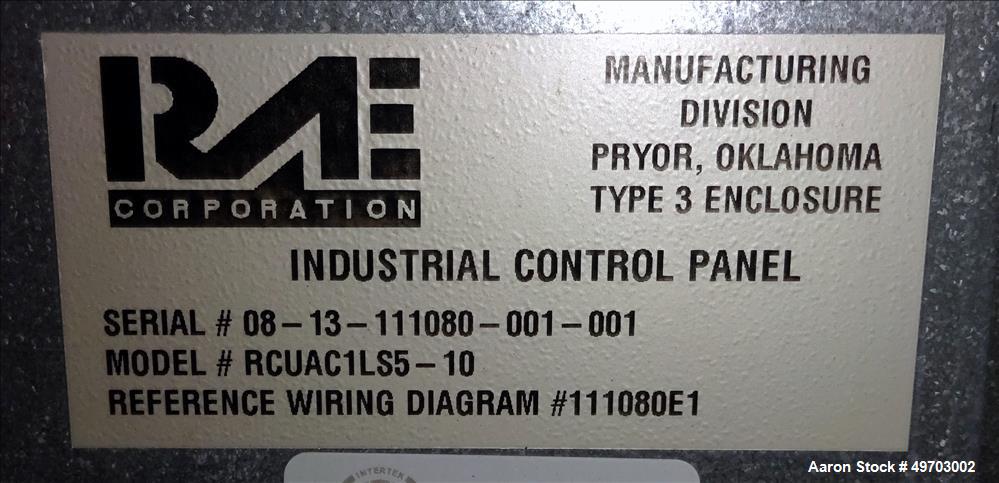 RAE
CORPORATION
MANUFACTURING
DIVISION
PRYOR, OKLAHOMA
TYPE 3 ENCLOSURE
INDUSTRIAL CONTROL PANEL
SERIAL # 08-13-111080-001-001
MODEL # RCUAC1LS5-10
REFERENCE WIRING DIAGRAM #111080E1
INTERTEK
Aaron Stock # 49703002